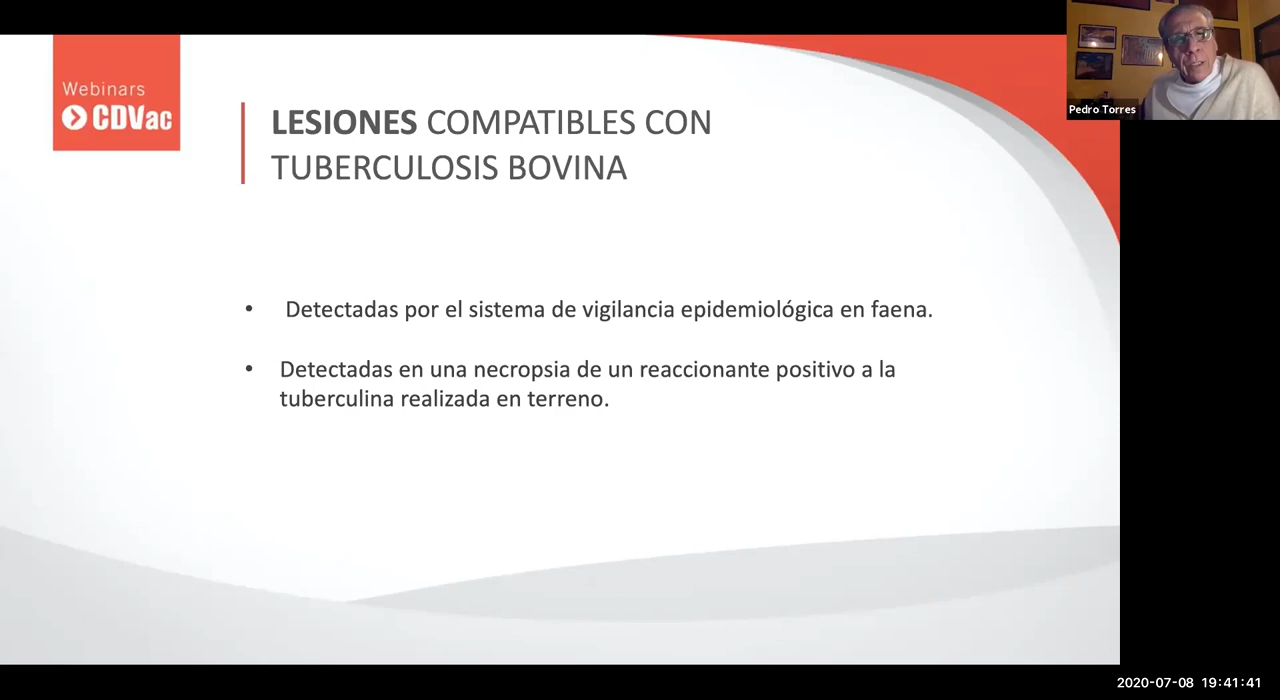 Webinars
CDVac
LESIONES COMPATIBLES CON
TUBERCULOSIS BOVINA
• Detectadas por el sistema de vigilancia epidemiológica en faena.
• Detectadas en una necropsia de un reaccionante positivo a la
tuberculina realizada en terreno.
Pedro Torres
2020-07-08 19:41:41